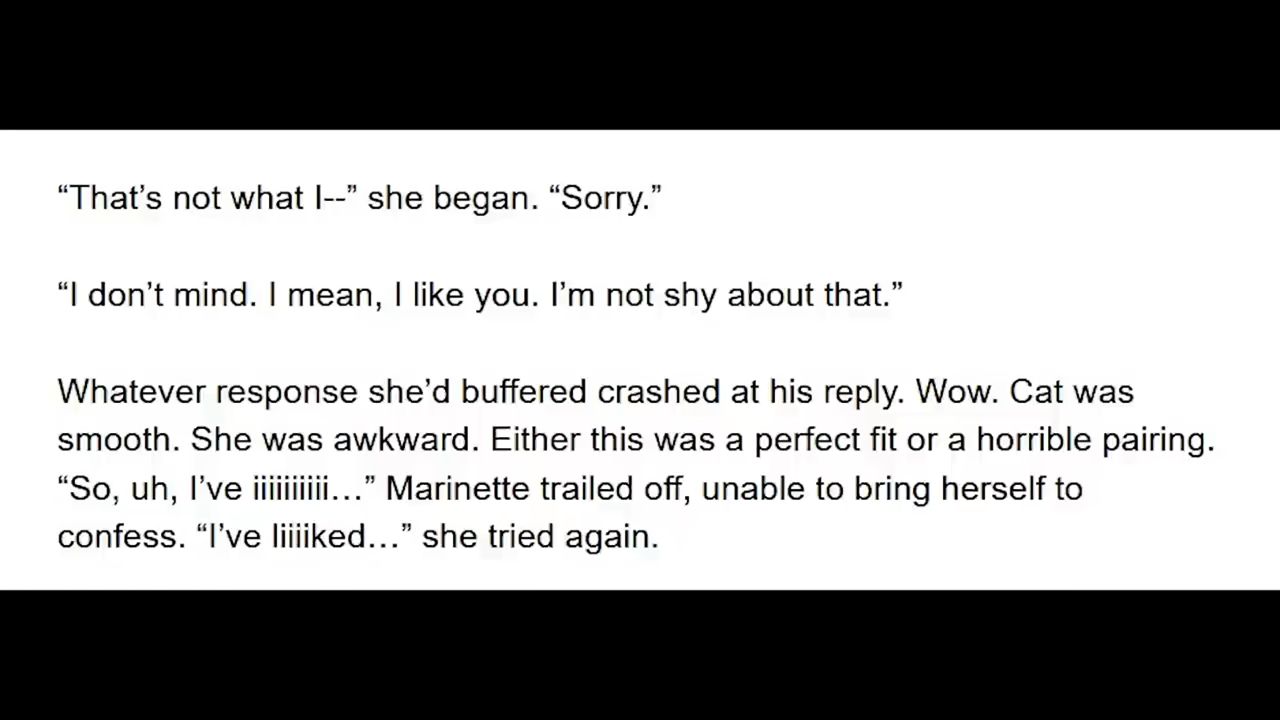 “That’s not what I--” she began. “Sorry.”
“I don’t mind. I mean, I like you. I’m not shy about that.”
Whatever response she’d buffered crashed at his reply. Wow. Cat was
smooth. She was awkward. Either this was a perfect fit or a horrible pairing.
“So, uh, I’ve iiiiiiiiii…” Marinette trailed off, unable to bring herself to
confess. “I’ve liiiiked…” she tried again.